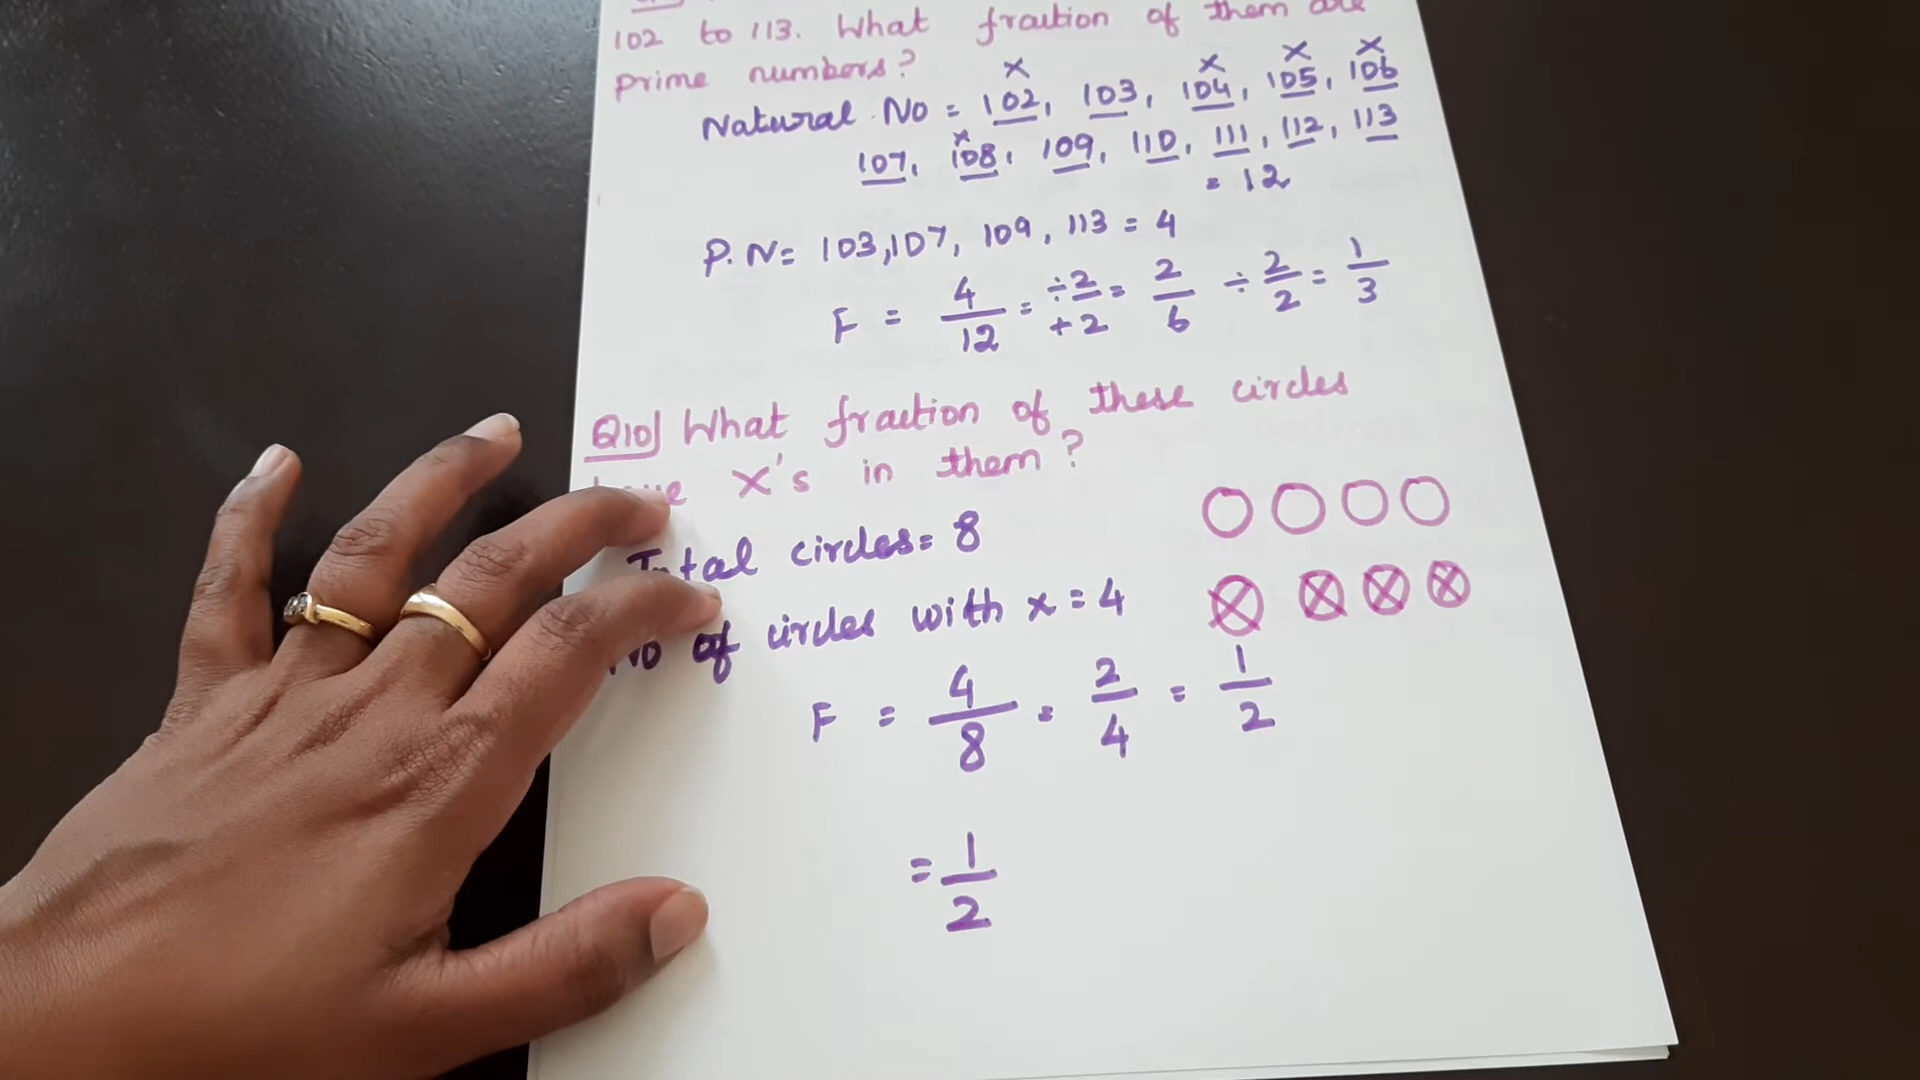 102 to 113. What fraction of them are
prime numbers?
x x x x
Natural No = 102, 103, 104, 105, 106
x
107, 108, 109, 110, 111, 112, 113
= 12
P.N= 103,107, 109, 113 = 4
F = 4/12 = ÷2/+2 = 2/6 ÷ 2/2 = 1/3
Q10] What fraction of these circles
X's in them?
Total circles= 8
No of circles with x = 4
F = 4/8 = 2/4 = 1/2
= 1/2